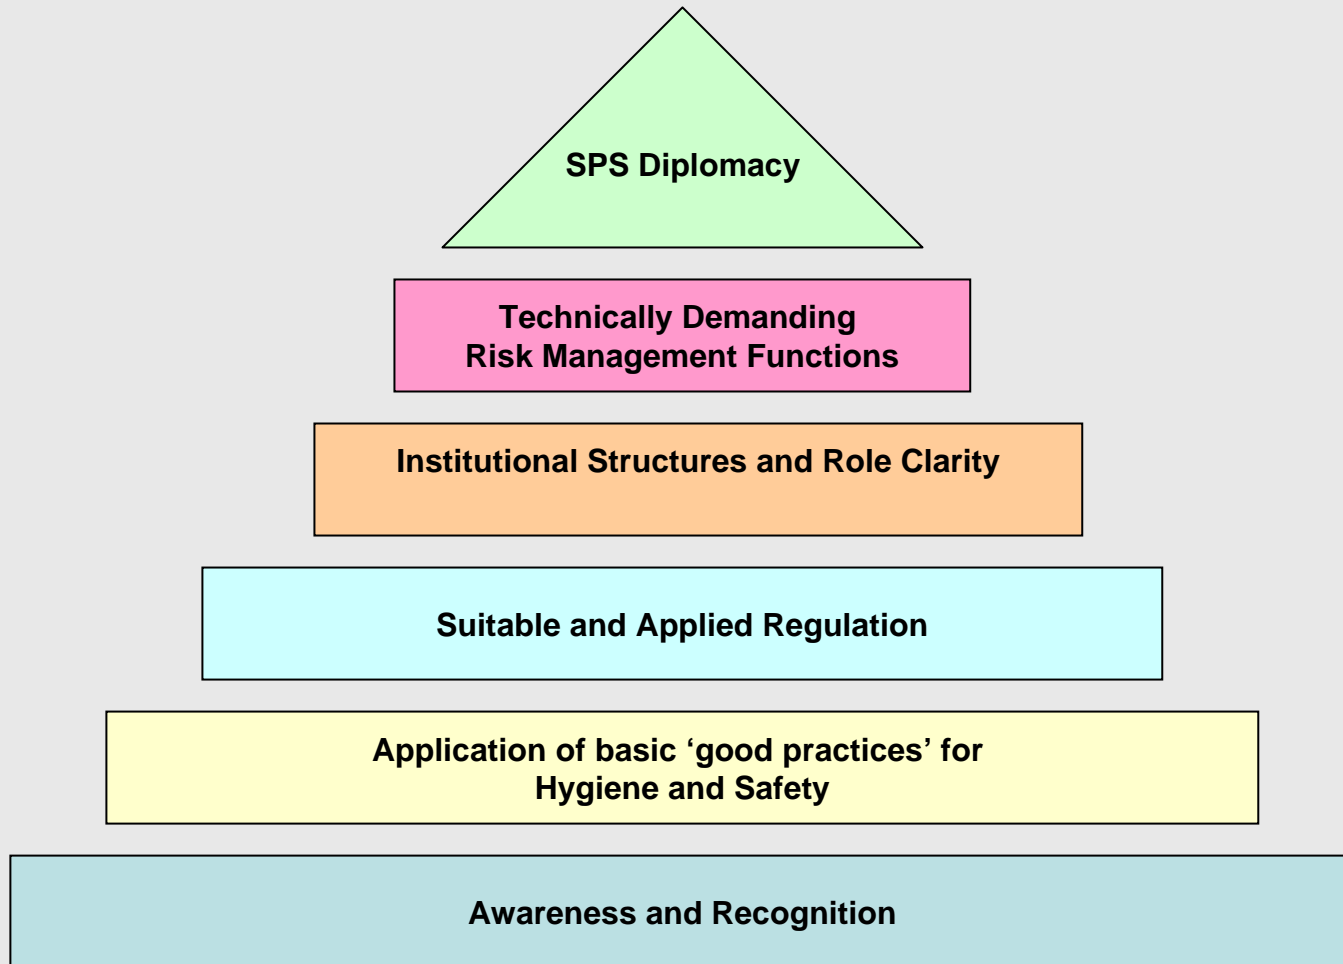 SPS Diplomacy
Technically Demanding
Risk Management Functions
Institutional Structures and Role Clarity
Suitable and Applied Regulation
Application of basic ‘good practices’ for
Hygiene and Safety
Awareness and Recognition